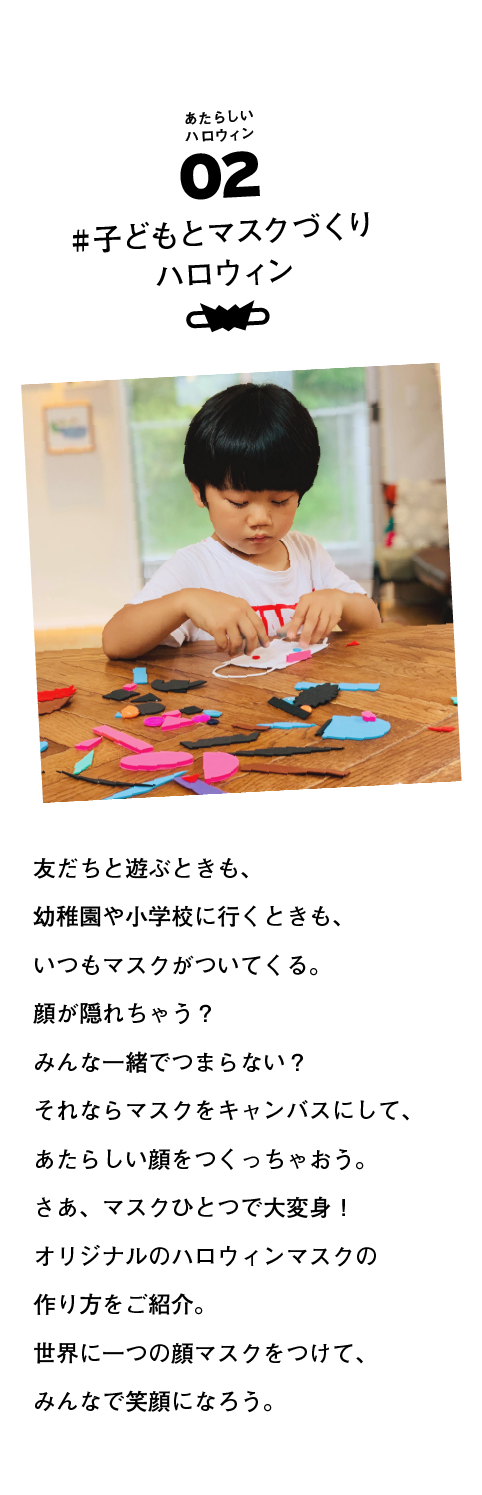 あたらしい
ハロウィン
02
#子どもとマスクづくり
ハロウィン
友だちと遊ぶときも、
幼稚園や小学校に行くときも、
いつもマスクがついてくる。
顔が隠れちゃう？
みんな一緒でつまらない？
それならマスクをキャンバスにして、
あたらしい顔をつくっちゃおう。
さあ、マスクひとつで大変身！
オリジナルのハロウィンマスクの
作り方をご紹介。
世界に一つの顔マスクをつけて、
みんなで笑顔になろう。